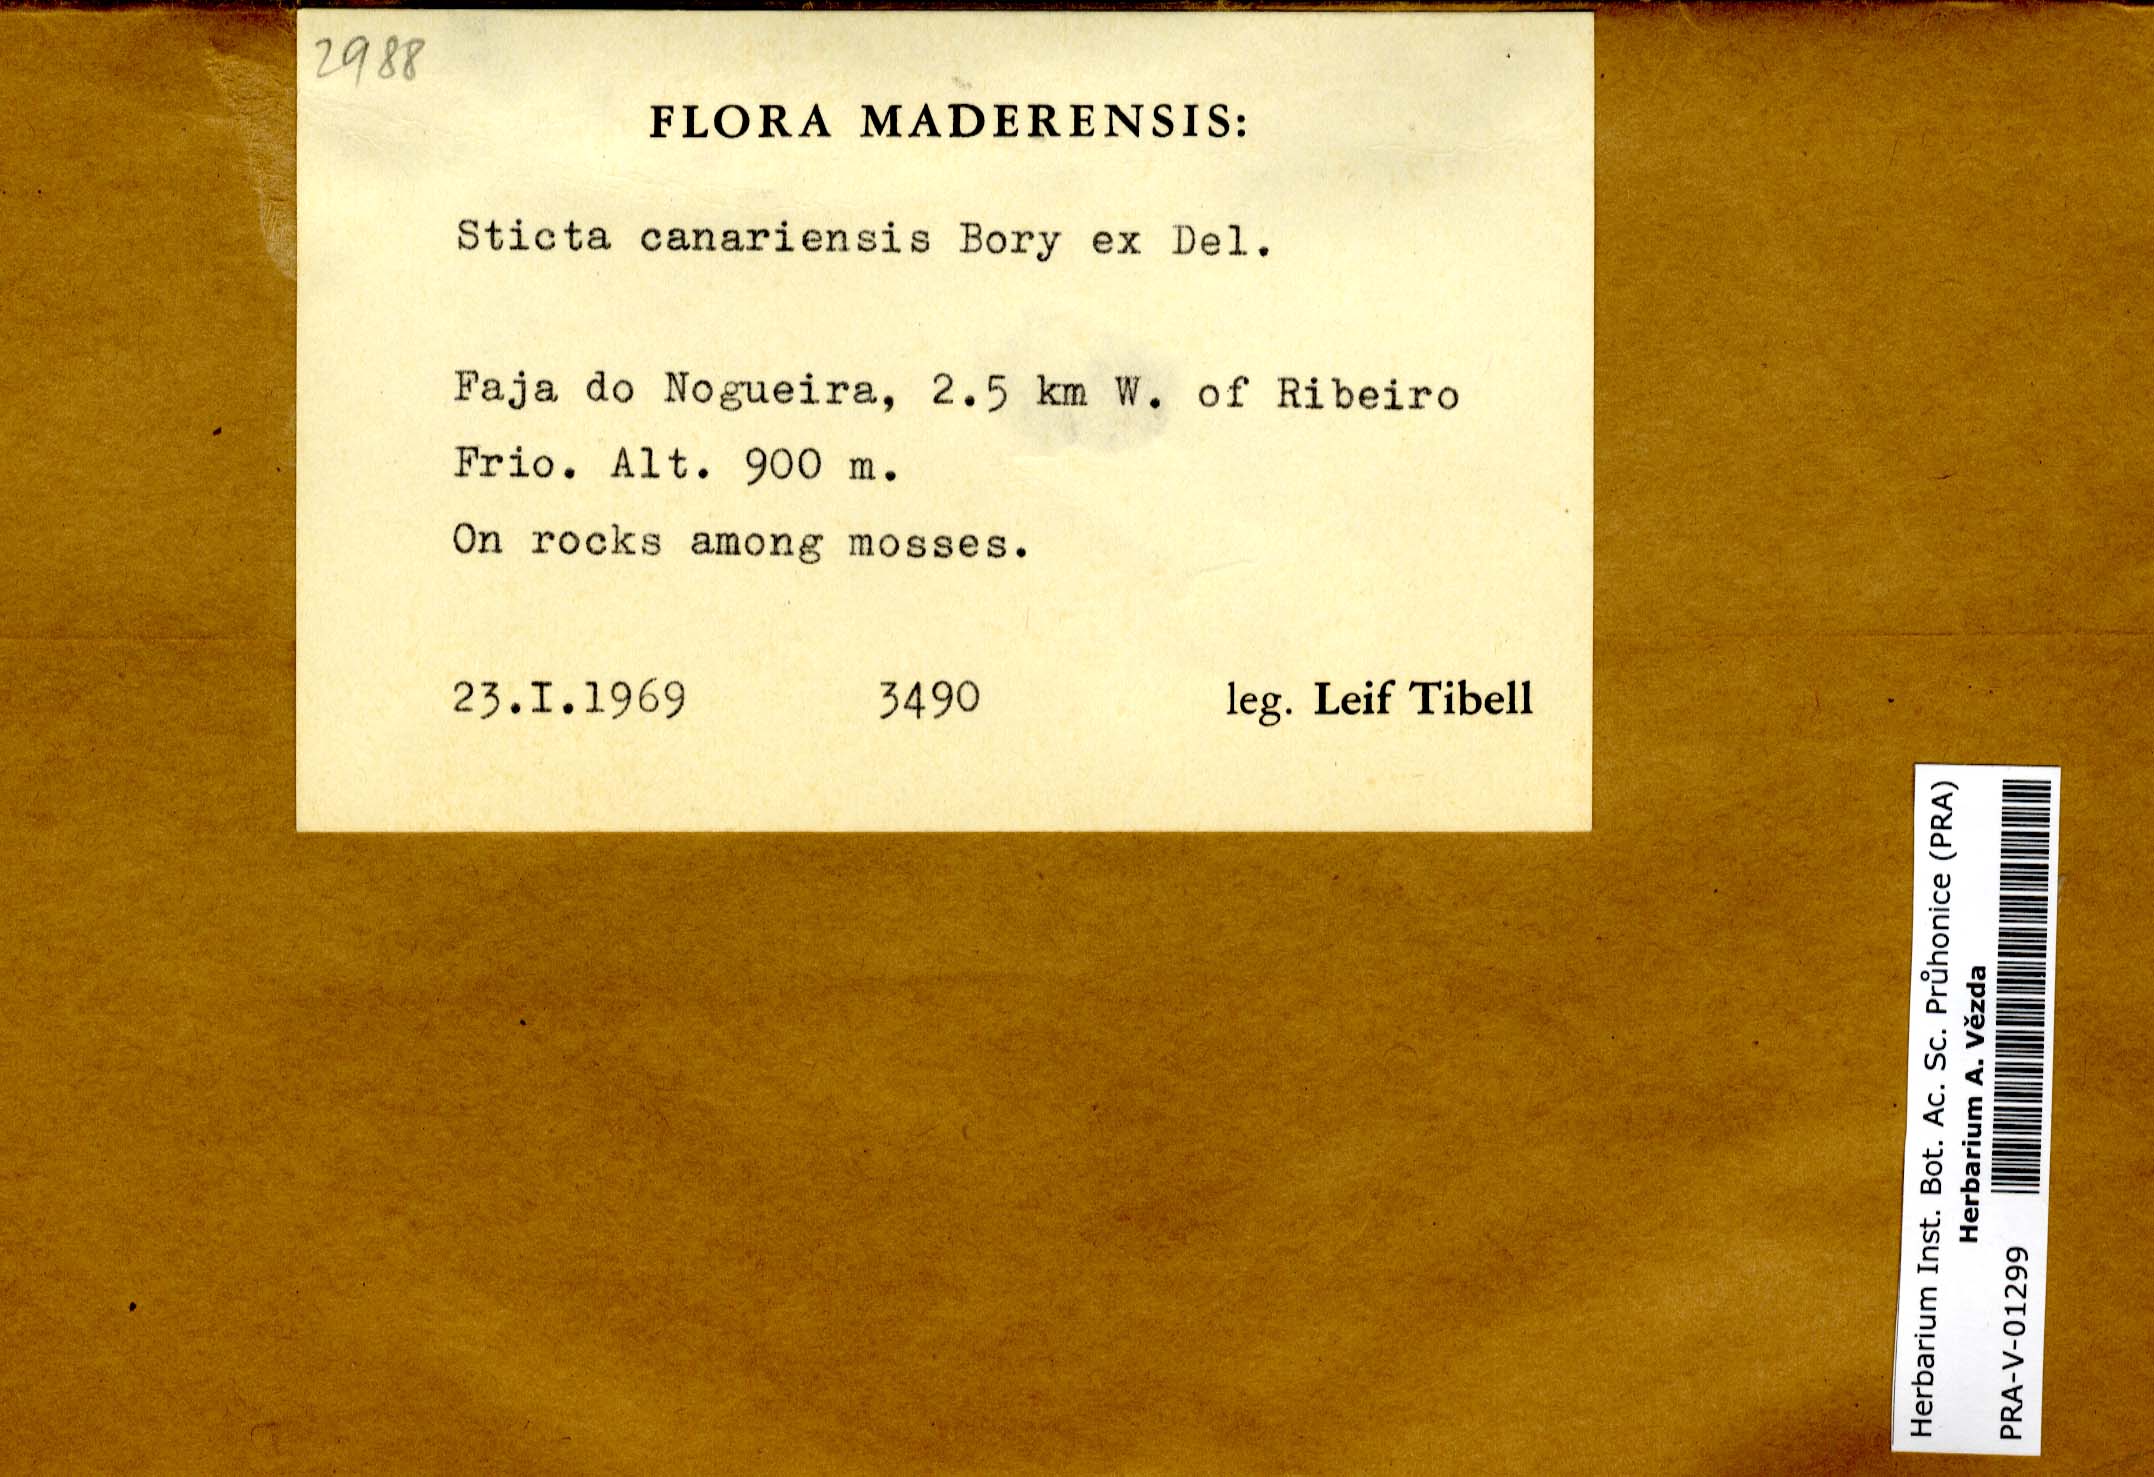 2988
FLORA MADERENSIS:
Sticta canariensis Bory ex Del.
Faja do Nogueira, 2.5 km W. of Ribeiro
Frio. Alt. 900 m.
On rocks among mosses.
23.I.1969 3490 leg. Leif Tibell
Herbarium Inst. Bot. Ac. Sc. Průhonice (PRA)
Herbarium A. Vězda
PRA-V-01299